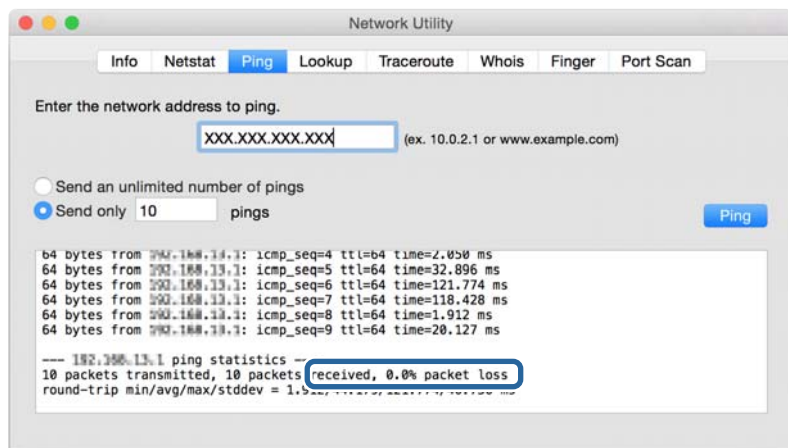 Network Utility
Info Netstat Ping Lookup Traceroute Whois Finger Port Scan
Enter the network address to ping.
XXX.XXX.XXX.XXX (ex. 10.0.2.1 or www.example.com)
Send an unlimited number of pings
Send only 10 pings
Ping
64 bytes from : icmp_seq=4 ttl=64 time=2.050 ms
64 bytes from : icmp_seq=5 ttl=64 time=32.896 ms
64 bytes from : icmp_seq=6 ttl=64 time=121.774 ms
64 bytes from : icmp_seq=7 ttl=64 time=118.428 ms
64 bytes from : icmp_seq=8 ttl=64 time=1.912 ms
64 bytes from : icmp_seq=9 ttl=64 time=20.127 ms
--- ping statistics ---
10 packets transmitted, 10 packets received, 0.0% packet loss
round-trip min/avg/max/stddev = ms